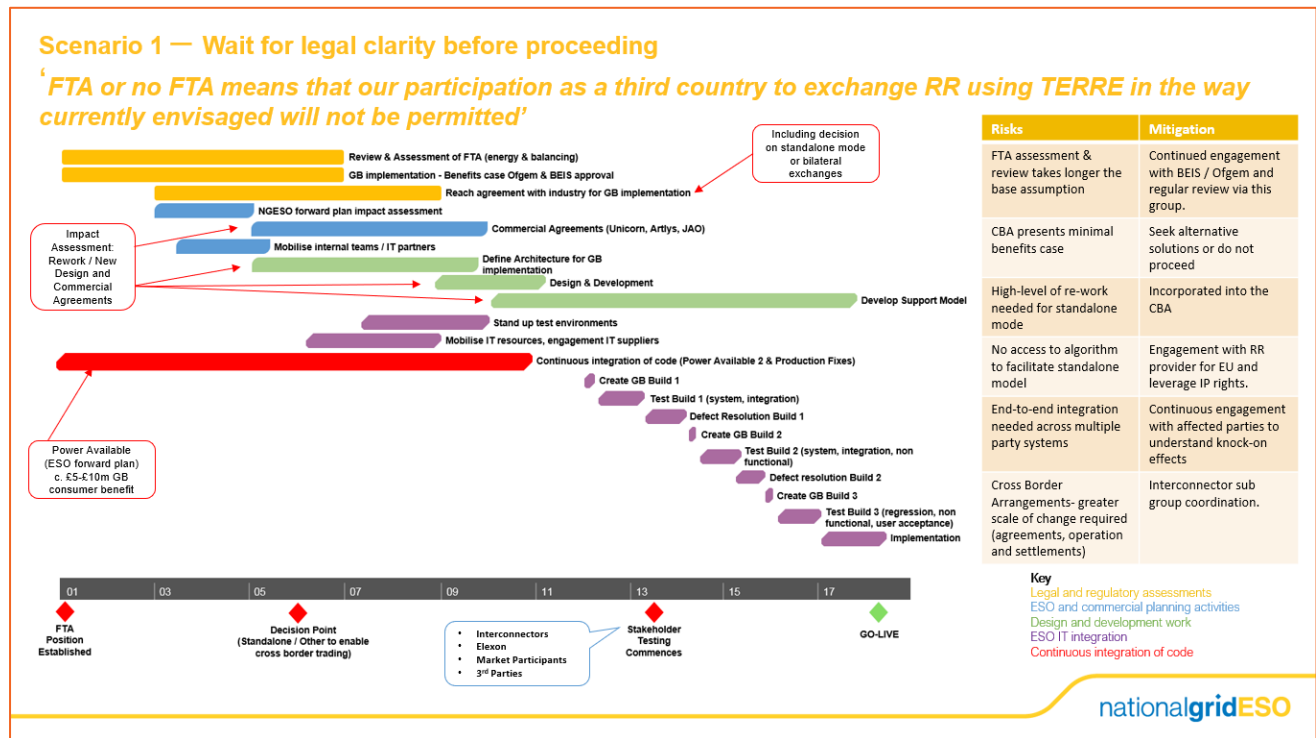 Scenario 1 — Wait for legal clarity before proceeding
‘FTA or no FTA means that our participation as a third country to exchange RR using TERRE in the way
currently envisaged will not be permitted’
Including decision
on standalone mode
or bilateral
exchanges
Review & Assessment of FTA (energy & balancing)
GB implementation - Benefits case Ofgem & BEIS approval
Reach agreement with industry for GB implementation
NGESO forward plan impact assessment
Commercial Agreements (Unicorn, Artlys, JAO)
Mobilise internal teams / IT partners
Define Architecture for GB
implementation
Design & Development
Develop Support Model
Stand up test environments
Mobilise IT resources, engagement IT suppliers
Continuous integration of code (Power Available 2 & Production Fixes)
Create GB Build 1
Test Build 1 (system, integration)
Defect Resolution Build 1
Create GB Build 2
Test Build 2 (system, integration, non
functional)
Defect resolution Build 2
Create GB Build 3
Test Build 3 (regression, non
functional, user acceptance)
Implementation
Impact
Assessment:
Rework / New
Design and
Commercial
Agreements
Power Available
(ESO forward plan)
c. £5-£10m GB
consumer benefit
01 03 05 07 09 11 13 15 17
FTA
Position
Established
Decision Point
(Standalone / Other to enable
cross border trading)
• Interconnectors
• Elexon
• Market Participants
• 3rd Parties
Stakeholder
Testing
Commences
GO-LIVE
Risks Mitigation
FTA assessment &
review takes longer the
base assumption
Continued engagement
with BEIS / Ofgem and
regular review via this
group.
CBA presents minimal
benefits case
Seek alternative
solutions or do not
proceed
High-level of re-work
needed for standalone
mode
Incorporated into the
CBA
No access to algorithm
to facilitate standalone
model
Engagement with RR
provider for EU and
leverage IP rights.
End-to-end integration
needed across multiple
party systems
Continuous engagement
with affected parties to
understand knock-on
effects
Cross Border
Arrangements- greater
scale of change required
(agreements, operation
and settlements)
Interconnector sub
group coordination.
Key
Legal and regulatory assessments
ESO and commercial planning activities
Design and development work
ESO IT integration
Continuous integration of code
nationalgridESO